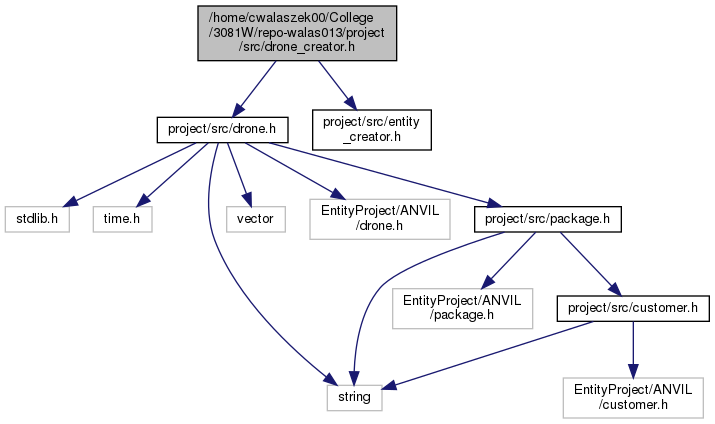 /home/cwalaszek00/College
/3081W/repo-walas013/project
/src/drone_creator.h
project/src/drone.h
project/src/entity
_creator.h
stdlib.h
time.h
vector
EntityProject/ANVIL
/drone.h
project/src/package.h
EntityProject/ANVIL
/package.h
project/src/customer.h
string
EntityProject/ANVIL
/customer.h